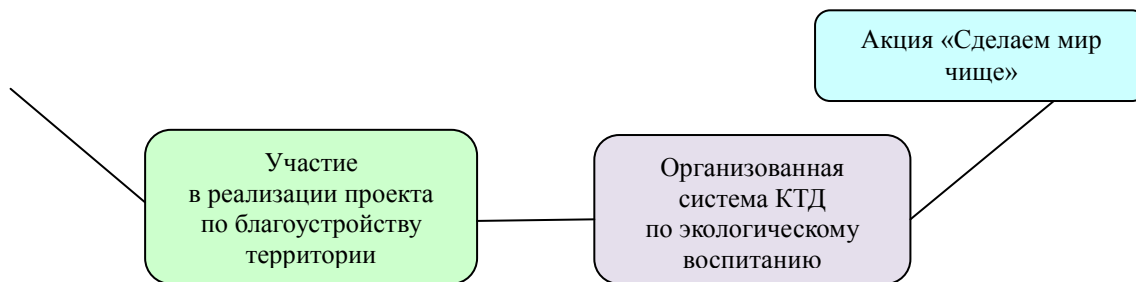 Акция «Сделаем мир
чище»
Участие
в реализации проекта
по благоустройству
территории
Организованная
система КТД
по экологическому
воспитанию